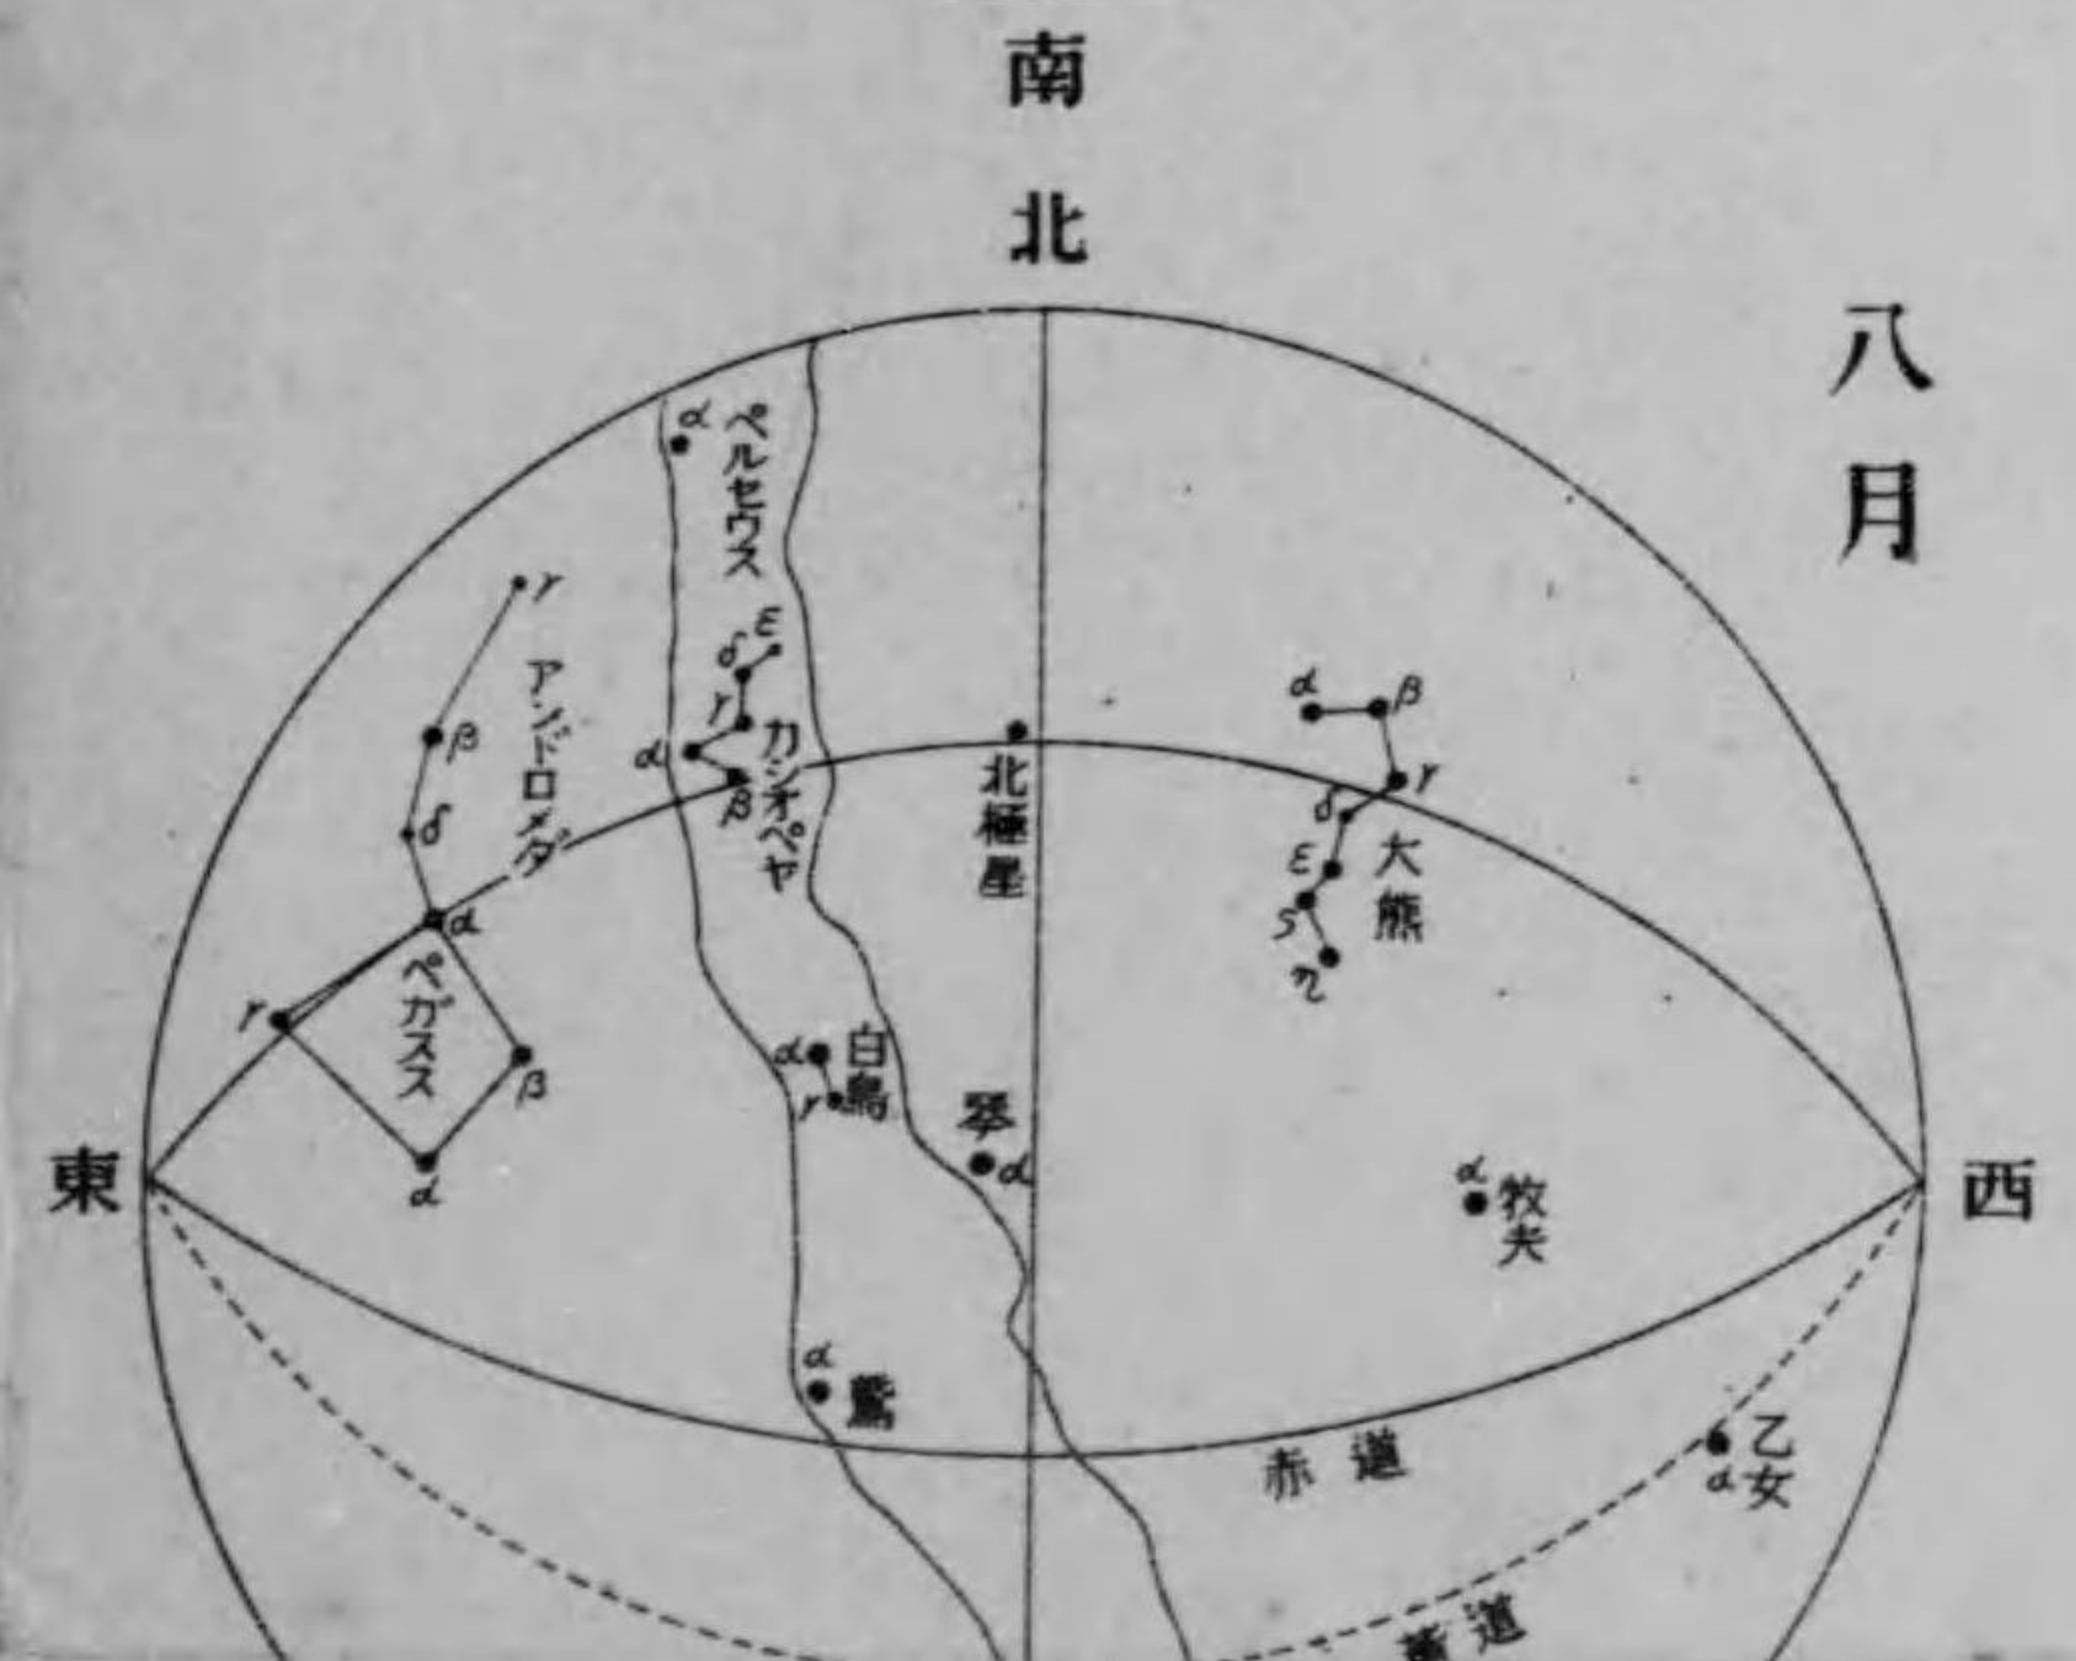 南
北
八月
α
ペルセウス
γ
β
δ
α
アンドロメダ
ε
δ
γ
α
β
カシオペヤ
北極星
α
β
γ
δ
ε
ζ
η
大熊
γ
ペガスス
β
α
α
γ
白鳥
琴
α
α
牧夫
東
西
α
鷲
赤道
乙女
α
黄道